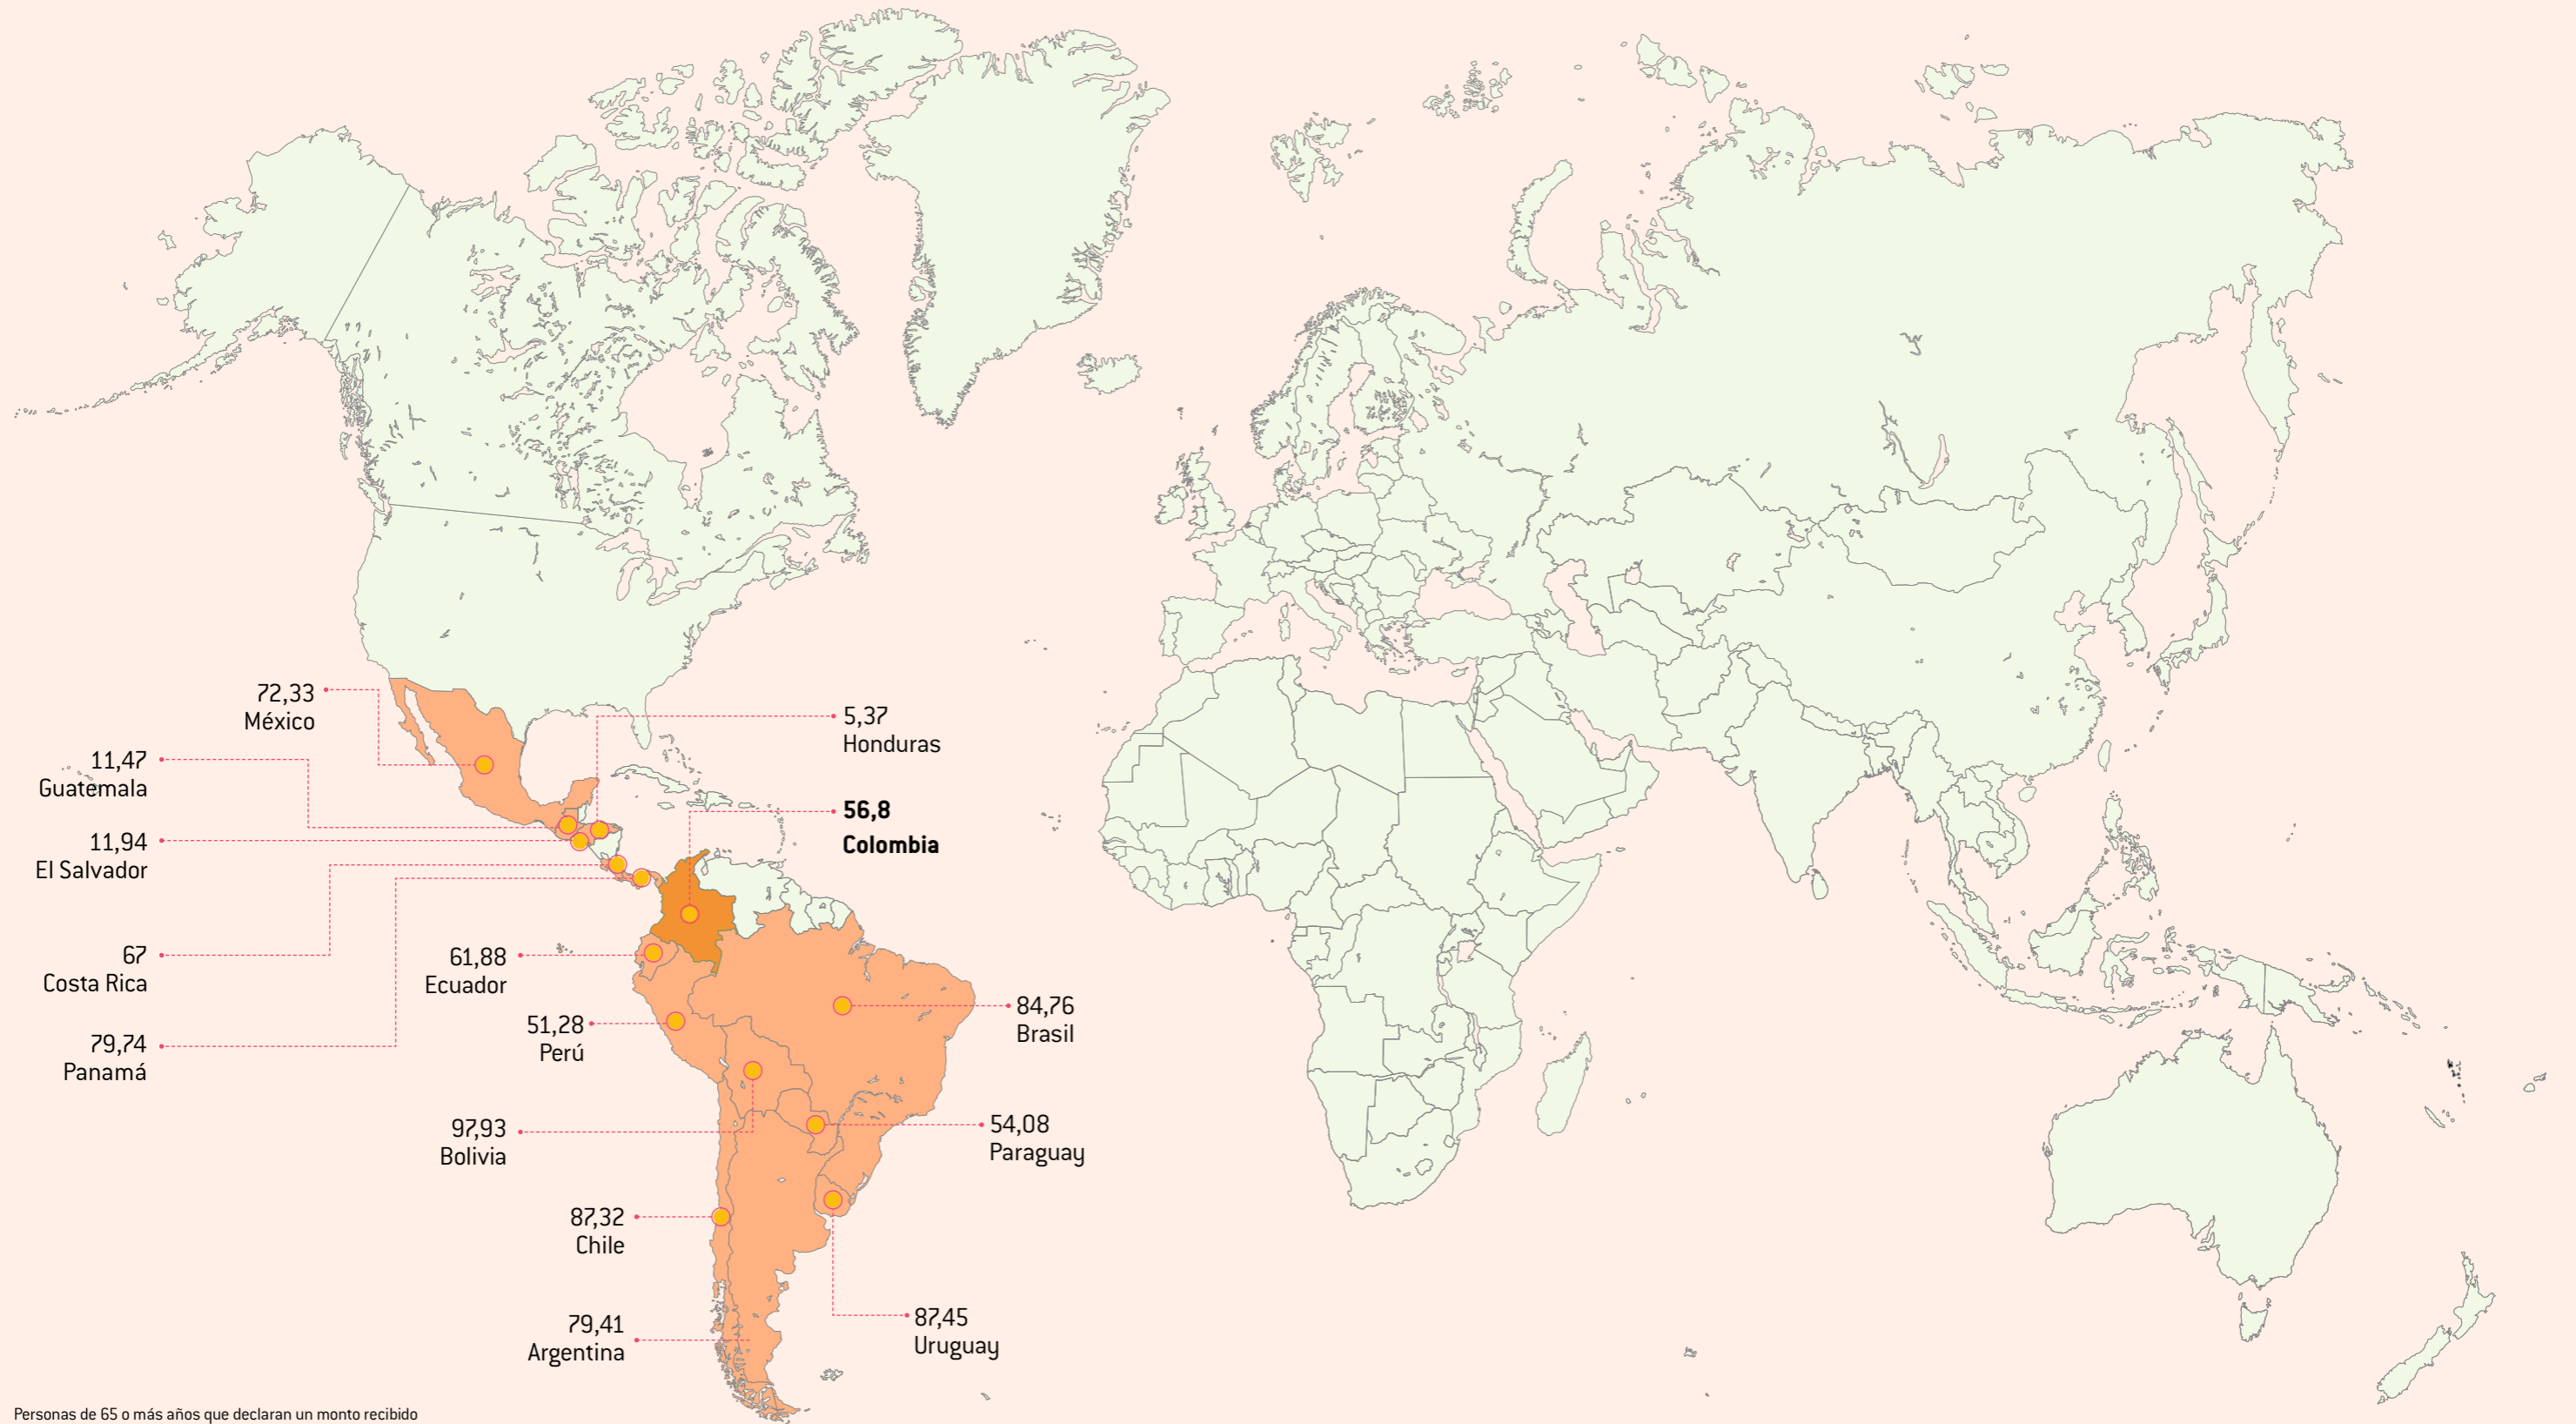 72,33
México
5,37
Honduras
11,47
Guatemala
56,8
Colombia
11,94
El Salvador
67
Costa Rica
61,88
Ecuador
84,76
Brasil
51,28
Perú
79,74
Panamá
97,93
Bolivia
54,08
Paraguay
87,32
Chile
87,45
Uruguay
79,41
Argentina
Personas de 65 o más años que declaran un monto recibido